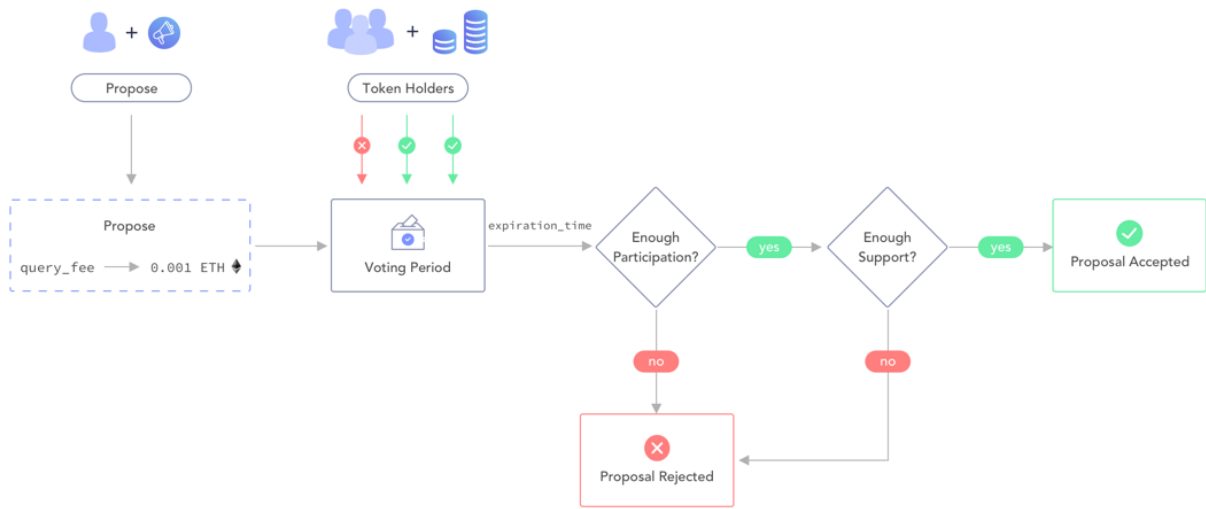 Propose
Token Holders
Propose
query_fee 0.001 ETH
Voting Period
expiration_time
Enough
Participation?
yes
Enough
Support?
yes
Proposal Accepted
no
no
Proposal Rejected